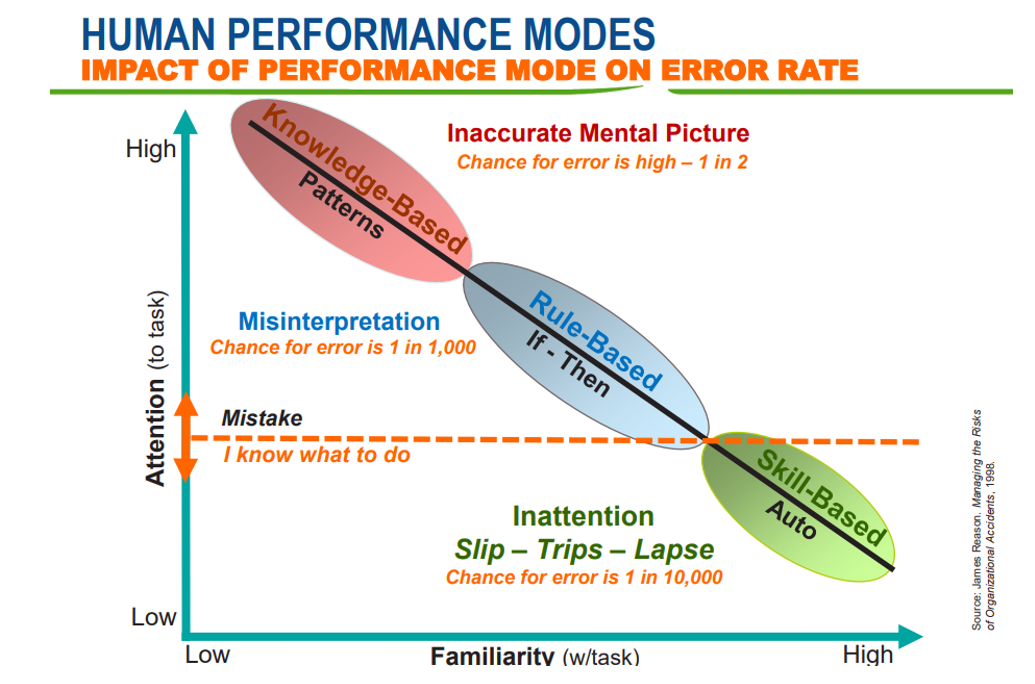 HUMAN PERFORMANCE MODES
IMPACT OF PERFORMANCE MODE ON ERROR RATE
High
Knowledge-Based
Patterns
Inaccurate Mental Picture
Chance for error is high – 1 in 2
Attention (to task)
Misinterpretation
Chance for error is 1 in 1,000
Rule-Based
If - Then
Mistake
I know what to do
Skill-Based
Auto
Inattention
Slip – Trips – Lapse
Chance for error is 1 in 10,000
Source: James Reason. Managing the Risks
of Organizational Accidents, 1998.
Low
Low
Familiarity (w/task)
High